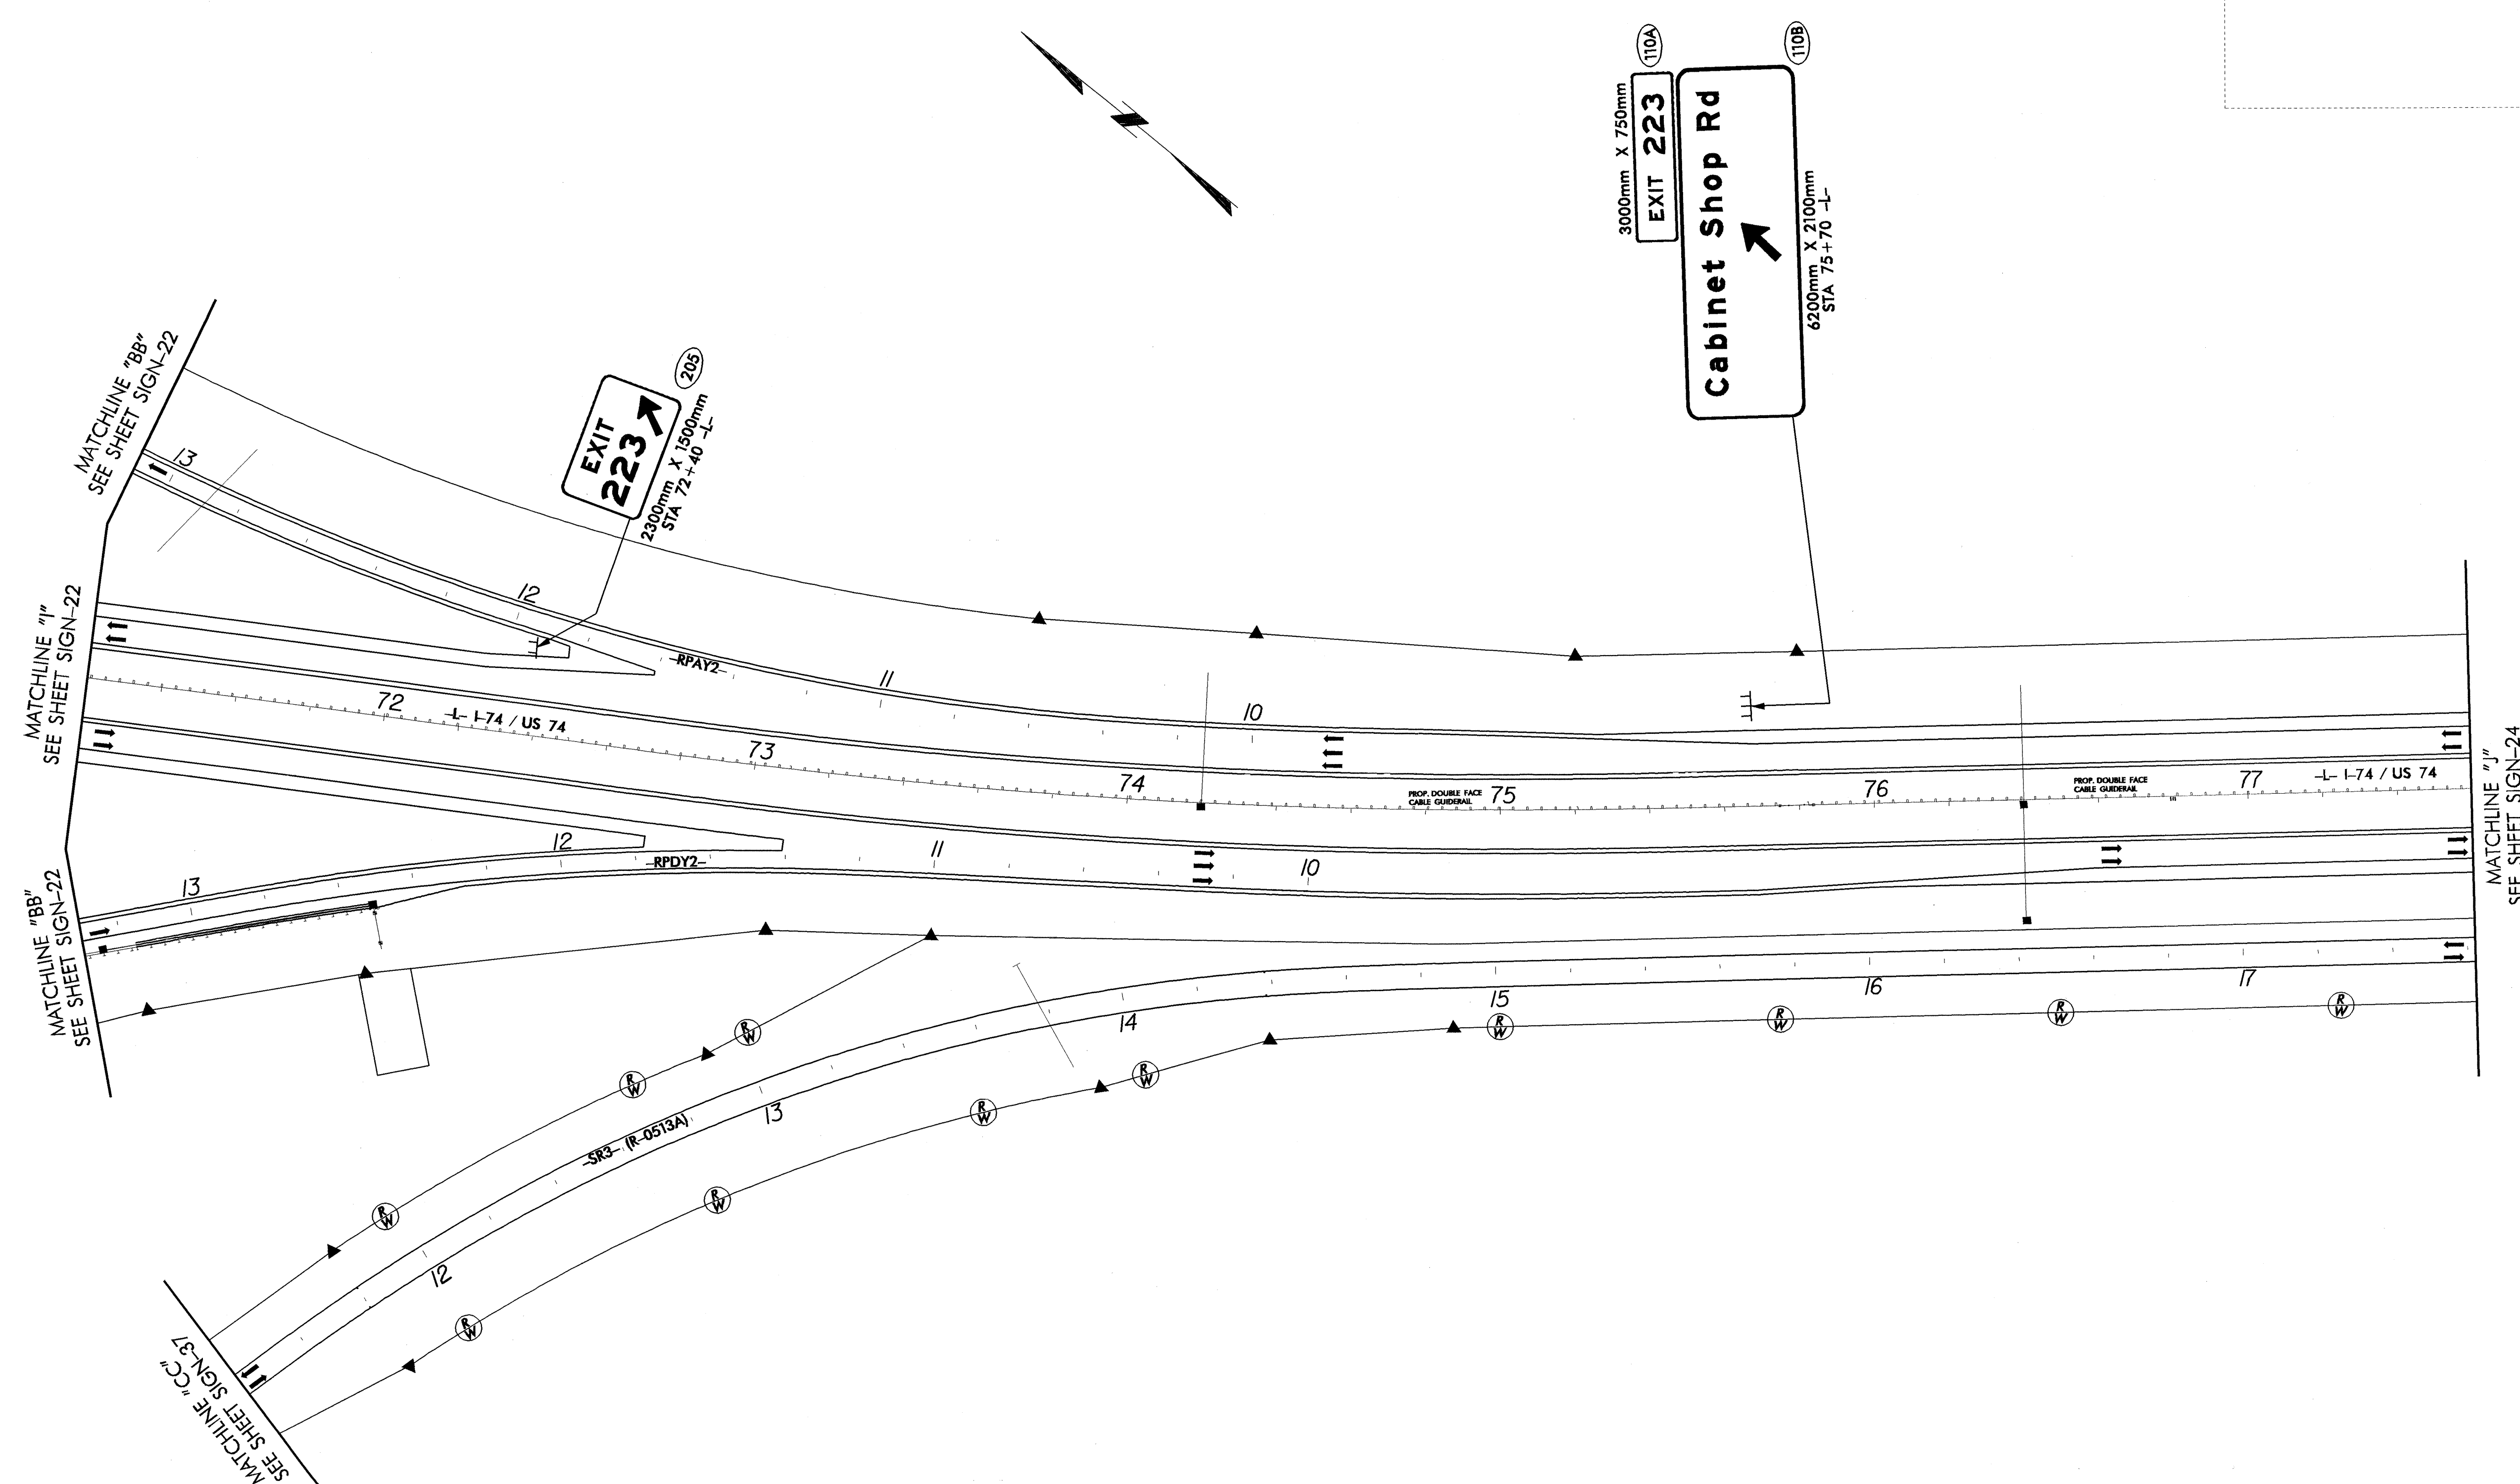 110A
110B
3000mm X 750mm
EXIT 223
Cabinet Shop Rd
6200mm X 2100mm
STA 75+70 -L-
MATCHLINE "BB"
SEE SHEET SIGN-22
205
EXIT
223
2300mm X 1500mm
STA 72+40 -L-
13
12
11
10
-RPAY2-
MATCHLINE "I"
SEE SHEET SIGN-22
72
-L- I-74 / US 74
73
74
PROP. DOUBLE FACE
CABLE GUIDERAIL
75
76
PROP. DOUBLE FACE
CABLE GUIDERAIL
77
-L- I-74 / US 74
MATCHLINE "J"
SEE SHEET SIGN-24
13
12
-RPDY2-
11
10
MATCHLINE "BB"
SEE SHEET SIGN-22
R/W
R/W
R/W
R/W
R/W
R/W
R/W
R/W
R/W
R/W
R/W
12
13
14
15
16
17
-SR3- (R-0513A)
MATCHLINE "CC"
SEE SHEET SIGN-37